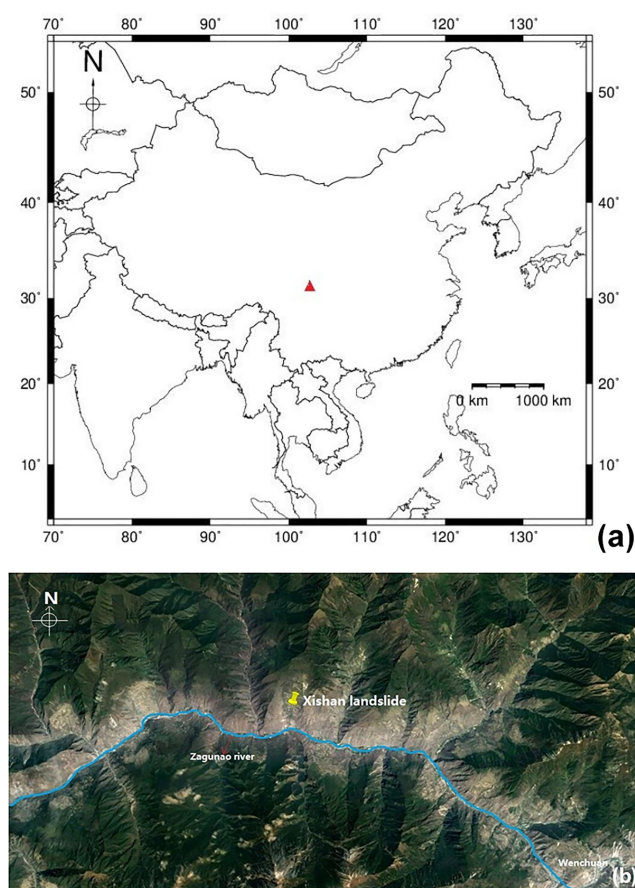 70˚ 80˚ 90˚ 100˚ 110˚ 120˚ 130˚
N
50˚ 50˚
40˚ 40˚
30˚ 30˚
20˚ 20˚
0 km 1000 km
10˚ 10˚
70˚ 80˚ 90˚ 100˚ 110˚ 120˚ 130˚
(a)
N
Xishan landslide
Zagunao river
Wenchuan
(b)